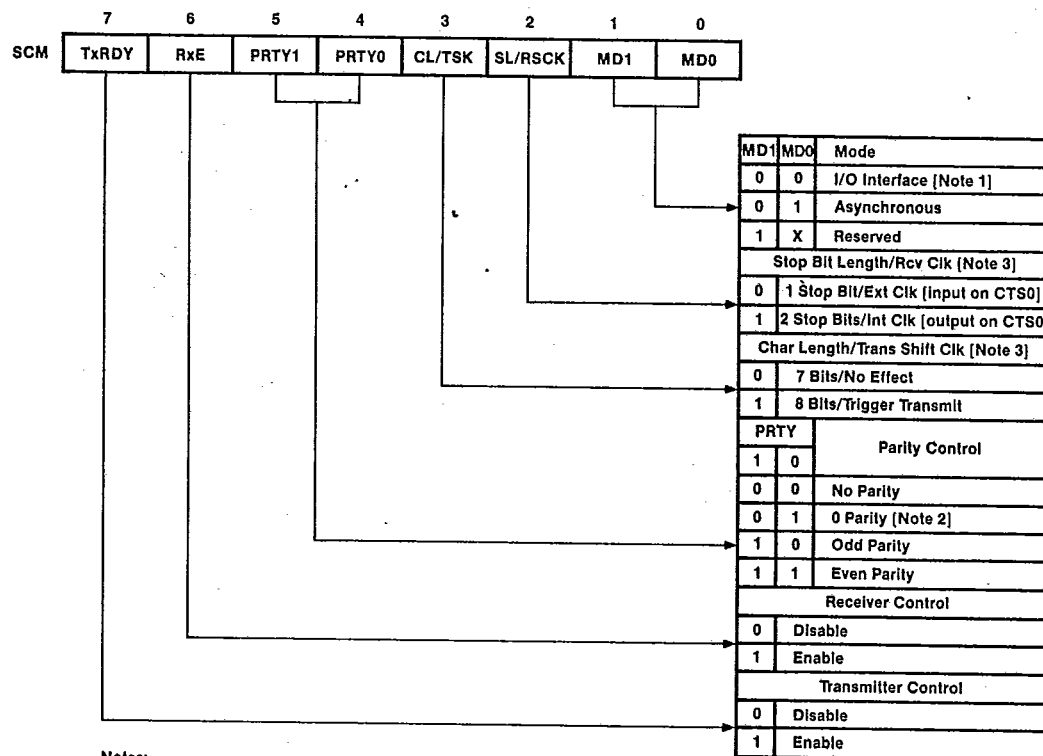 7 6 5 4 3 2 1 0
SCM TxRDY RxE PRTY1 PRTY0 CL/TSK SL/RSCK MD1 MD0
MD1 MD0 Mode
0 0 I/O Interface [Note 1]
0 1 Asynchronous
1 X Reserved
Stop Bit Length/Rcv Clk [Note 3]
0 1 Stop Bit/Ext Clk [input on CTS0]
1 2 Stop Bits/Int Clk [output on CTS0
Char Length/Trans Shift Clk [Note 3]
0 7 Bits/No Effect
1 8 Bits/Trigger Transmit
PRTY Parity Control
1 0
0 0 No Parity
0 1 0 Parity [Note 2]
1 0 Odd Parity
1 1 Even Parity
Receiver Control
0 Disable
1 Enable
Transmitter Control
0 Disable
1 Enable
Notes: